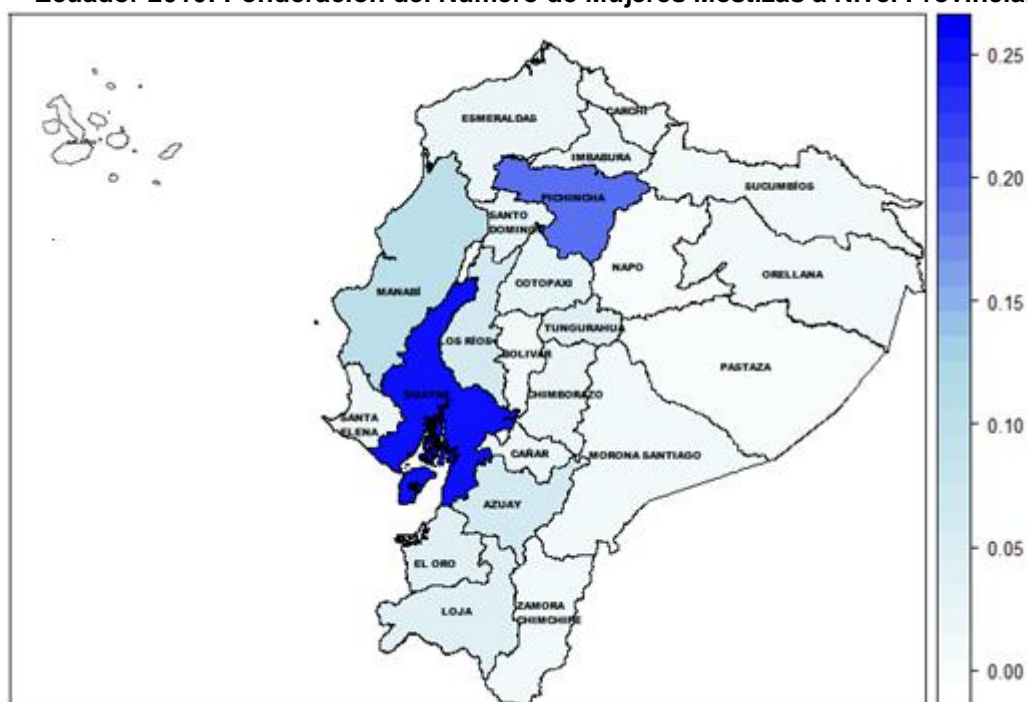 Ecuador 2010: Ponderación del Número de Mujeres Mestizas a Nivel Provincial
CARCHI
ESMERALDAS
IMBABURA
SUCUMBÍOS
PICHINCHA
SANTO
DOMINGO
NAPO
ORELLANA
COTOPAXI
MANABÍ
TUNGURAHUA
LOS RÍOS
BOLIVAR
PASTAZA
GUAYAS
CHIMBORAZO
SANTA
ELENA
CAÑAR
MORONA SANTIAGO
AZUAY
EL ORO
LOJA
ZAMORA
CHIMCHIPE
0.25
0.20
0.15
0.10
0.05
0.00